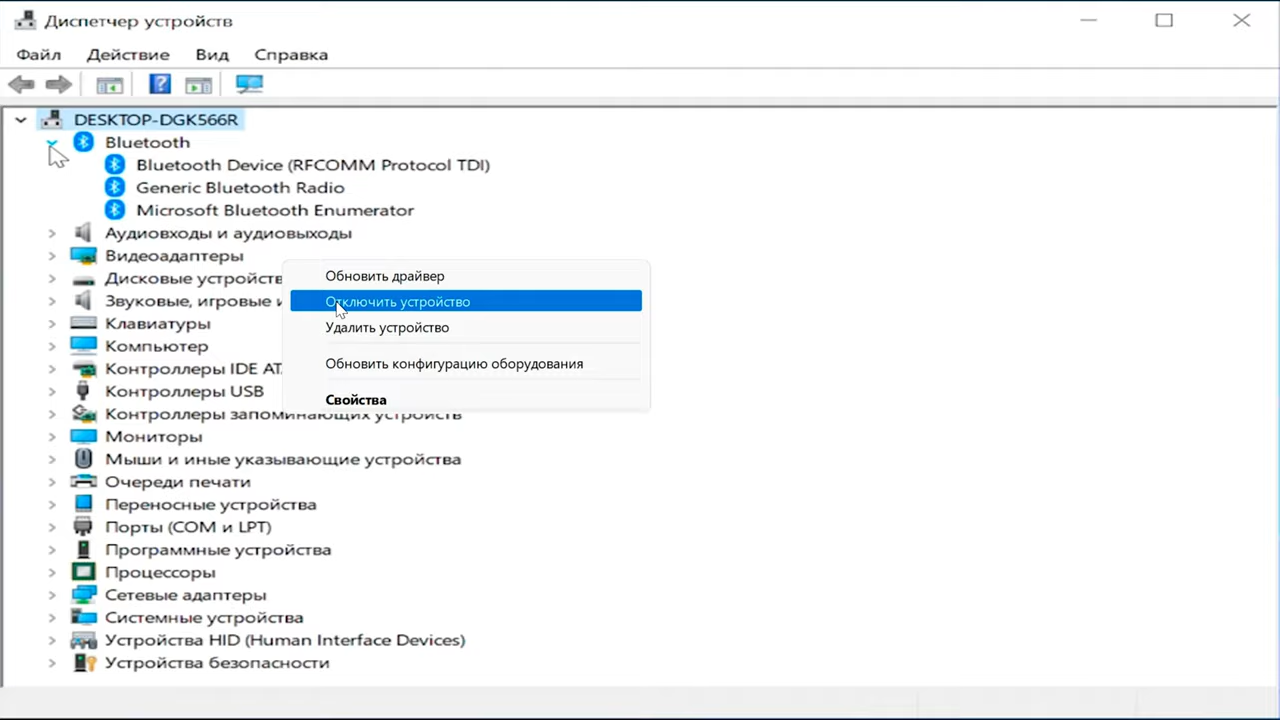 Диспетчер устройств
Файл Действие Вид Справка
DESKTOP-DGK566R
Bluetooth
Bluetooth Device (RFCOMM Protocol TDI)
Generic Bluetooth Radio
Microsoft Bluetooth Enumerator
Аудиовходы и аудиовыходы
Видеоадаптеры
Дисковые устройств
Звуковые, игровые и
Клавиатуры
Компьютер
Контроллеры IDE ATA
Контроллеры USB
Контроллеры запоминающих устройств
Мониторы
Мыши и иные указывающие устройства
Очереди печати
Переносные устройства
Порты (COM и LPT)
Программные устройства
Процессоры
Сетевые адаптеры
Системные устройства
Устройства HID (Human Interface Devices)
Устройства безопасности
Обновить драйвер
Отключить устройство
Удалить устройство
Обновить конфигурацию оборудования
Свойства